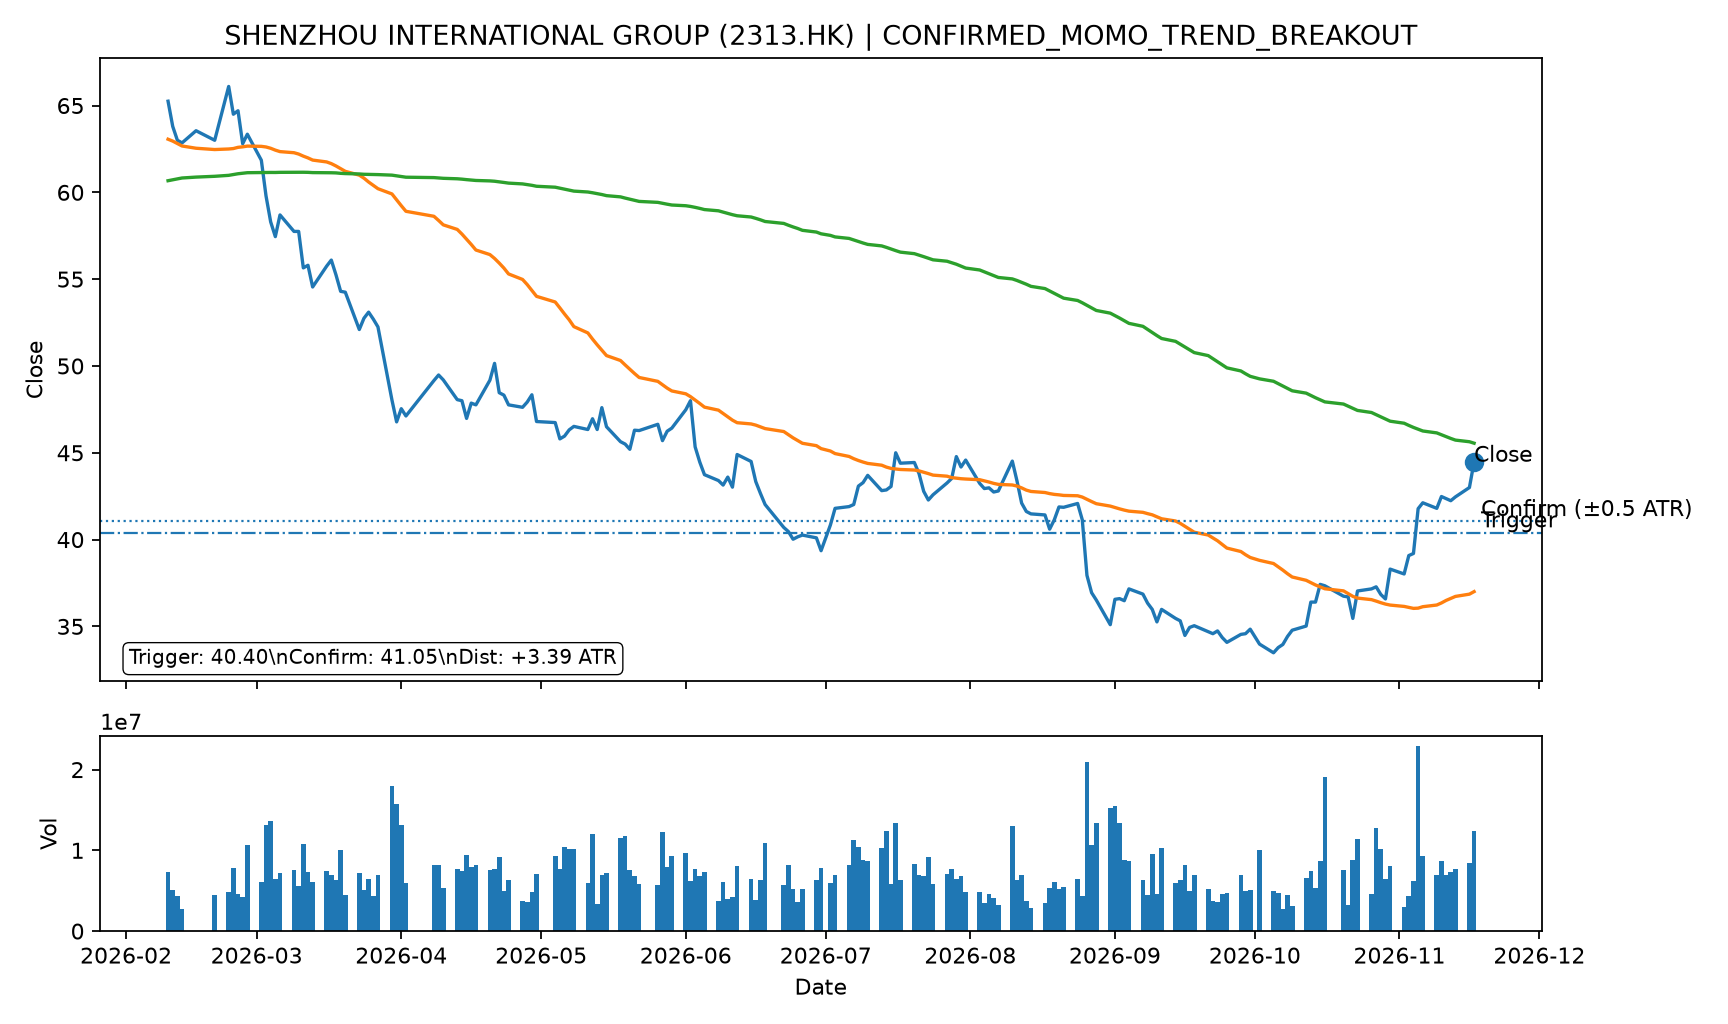 SHENZHOU INTERNATIONAL GROUP (2313.HK) | CONFIRMED_MOMO_TREND_BREAKOUT
Close
65
60
55
50
45
40
35
Close
Confirm (±0.5 ATR)
Trigger
Trigger: 40.40\nConfirm: 41.05\nDist: +3.39 ATR
1e7
Vol
2
1
0
2026-02 2026-03 2026-04 2026-05 2026-06 2026-07 2026-08 2026-09 2026-10 2026-11 2026-12
Date